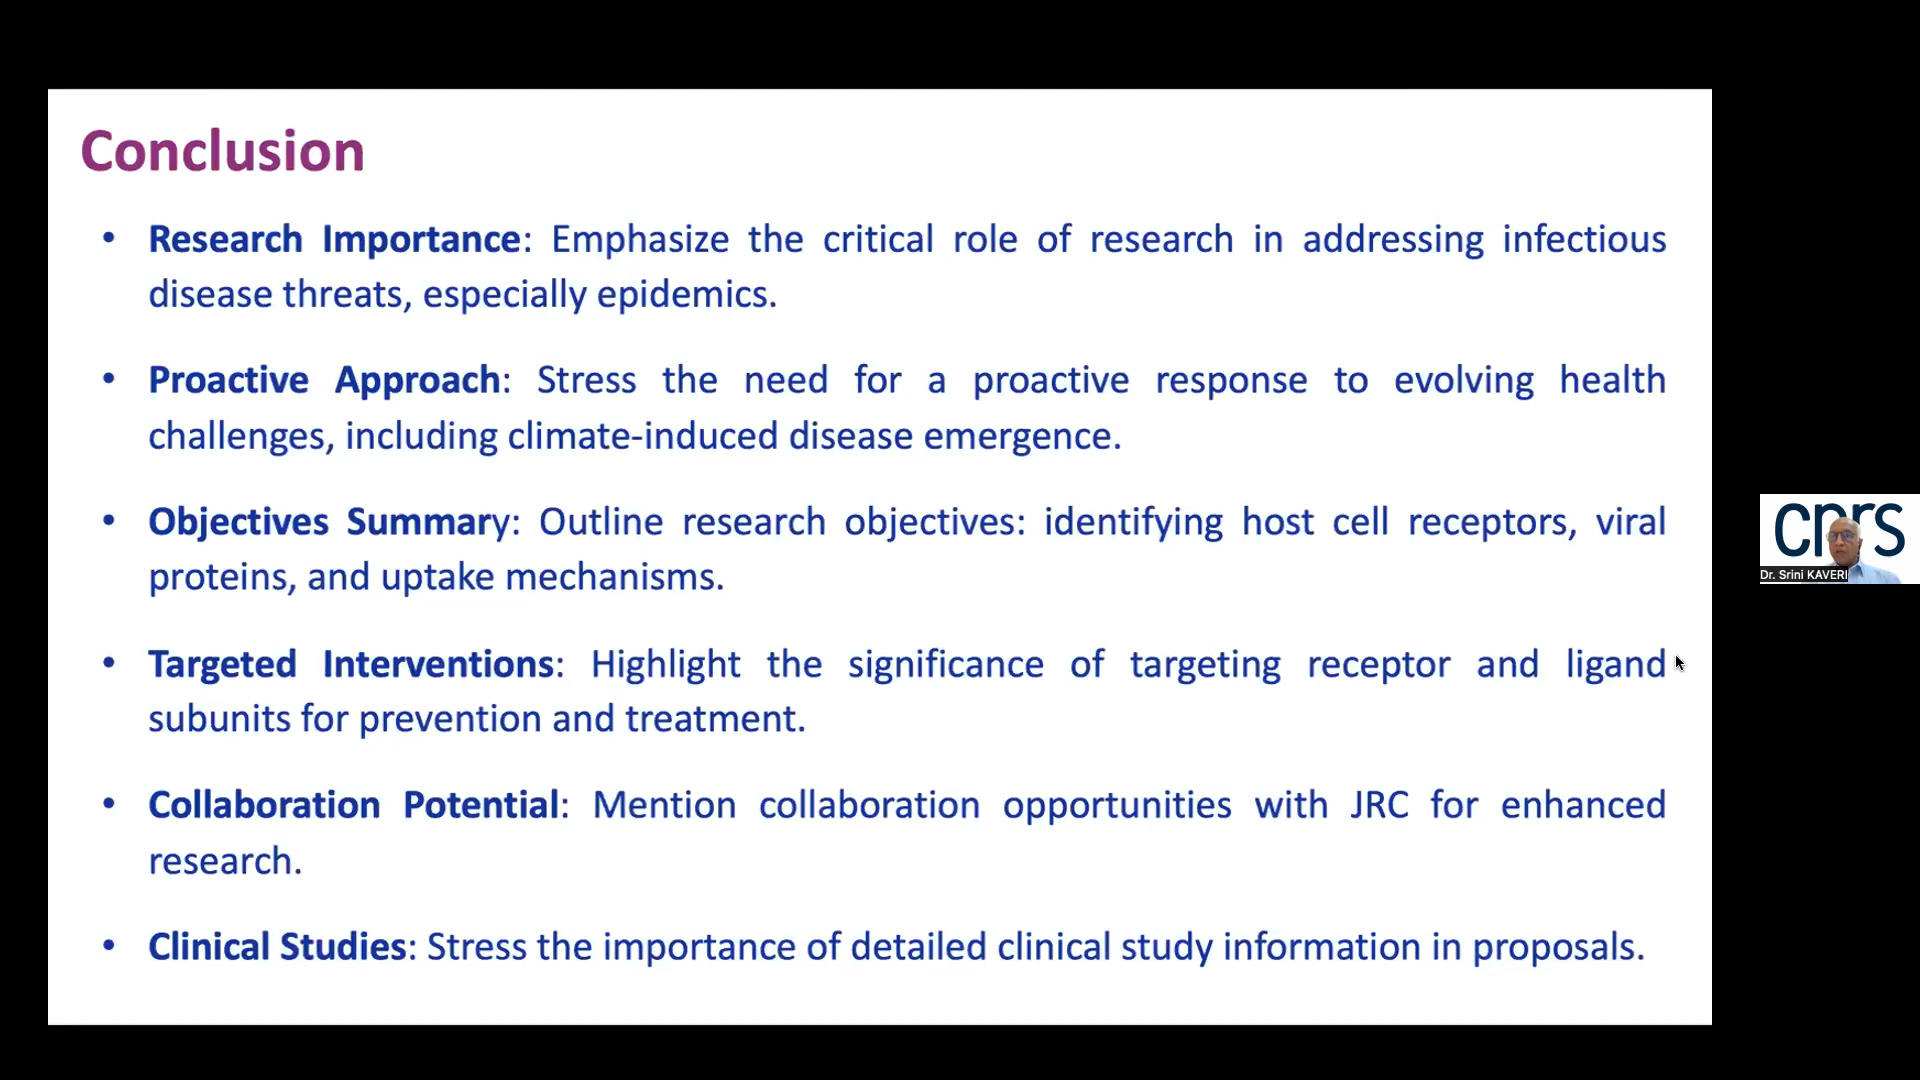 Conclusion
• Research Importance: Emphasize the critical role of research in addressing infectious
disease threats, especially epidemics.
• Proactive Approach: Stress the need for a proactive response to evolving health
challenges, including climate-induced disease emergence.
• Objectives Summary: Outline research objectives: identifying host cell receptors, viral
proteins, and uptake mechanisms.
• Targeted Interventions: Highlight the significance of targeting receptor and ligand
subunits for prevention and treatment.
• Collaboration Potential: Mention collaboration opportunities with JRC for enhanced
research.
• Clinical Studies: Stress the importance of detailed clinical study information in proposals.
cnrs
Dr. Srini KAVERI